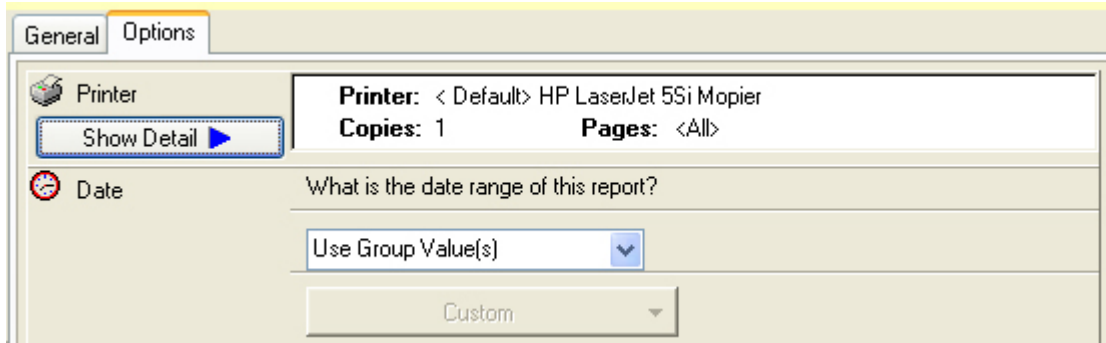 General Options
Printer Printer: < Default> HP LaserJet 5Si Mopier
Show Detail Copies: 1 Pages: <All>
Date What is the date range of this report?
Use Group Value(s)
Custom